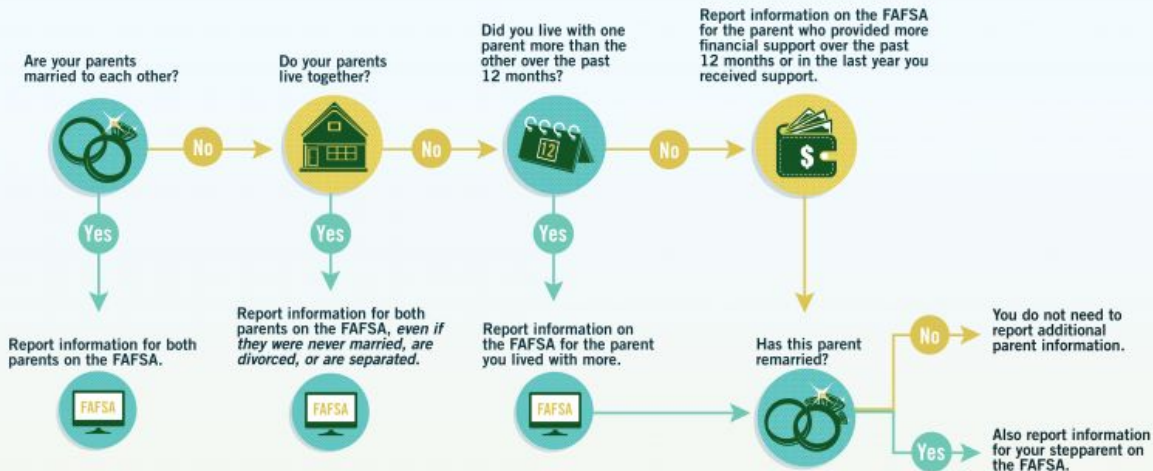 Are your parents
married to each other?
No
Do your parents
live together?
No
Did you live with one
parent more than the
other over the past
12 months?
12
No
Report information on the FAFSA
for the parent who provided more
financial support over the past
12 months or in the last year you
received support.
$
Yes
Yes
Yes
Report information for both
parents on the FAFSA.
FAFSA
Report information for both
parents on the FAFSA, even if
they were never married, are
divorced, or are separated.
FAFSA
Report information on
the FAFSA for the parent
you lived with more.
FAFSA
Has this parent
remarried?
No
You do not need to
report additional
parent information.
Yes
Also report information
for your stepparent on
the FAFSA.